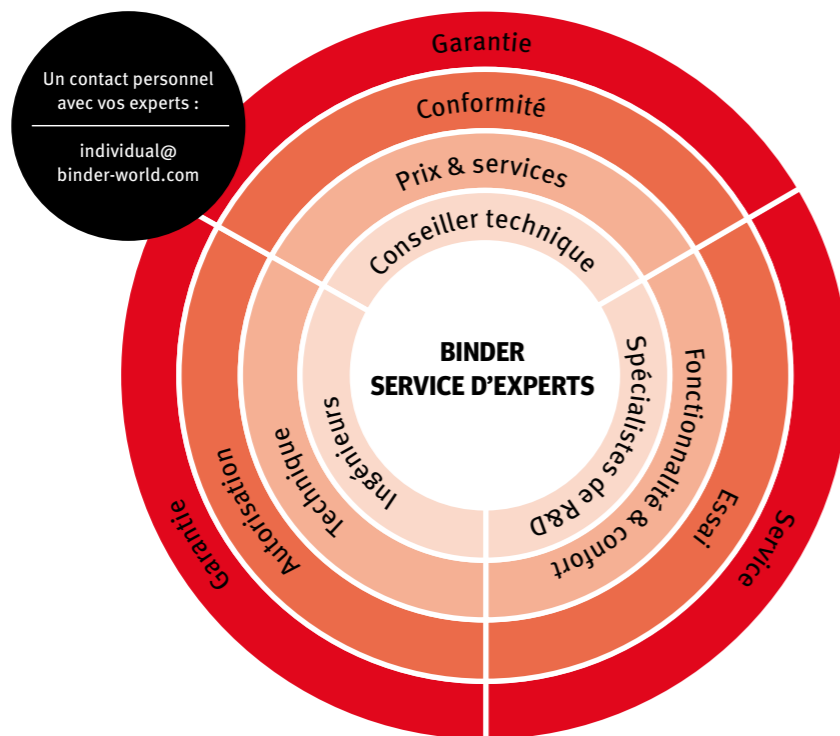 Un contact personnel
avec vos experts :
individual@
binder-world.com
Garantie
Conformité
Prix & services
Conseiller technique
BINDER
SERVICE D'EXPERTS
Spécialistes de R&D
Fonctionnalité & confort
Essai
Service
Ingénieurs
Technique
Autorisation
Garantie